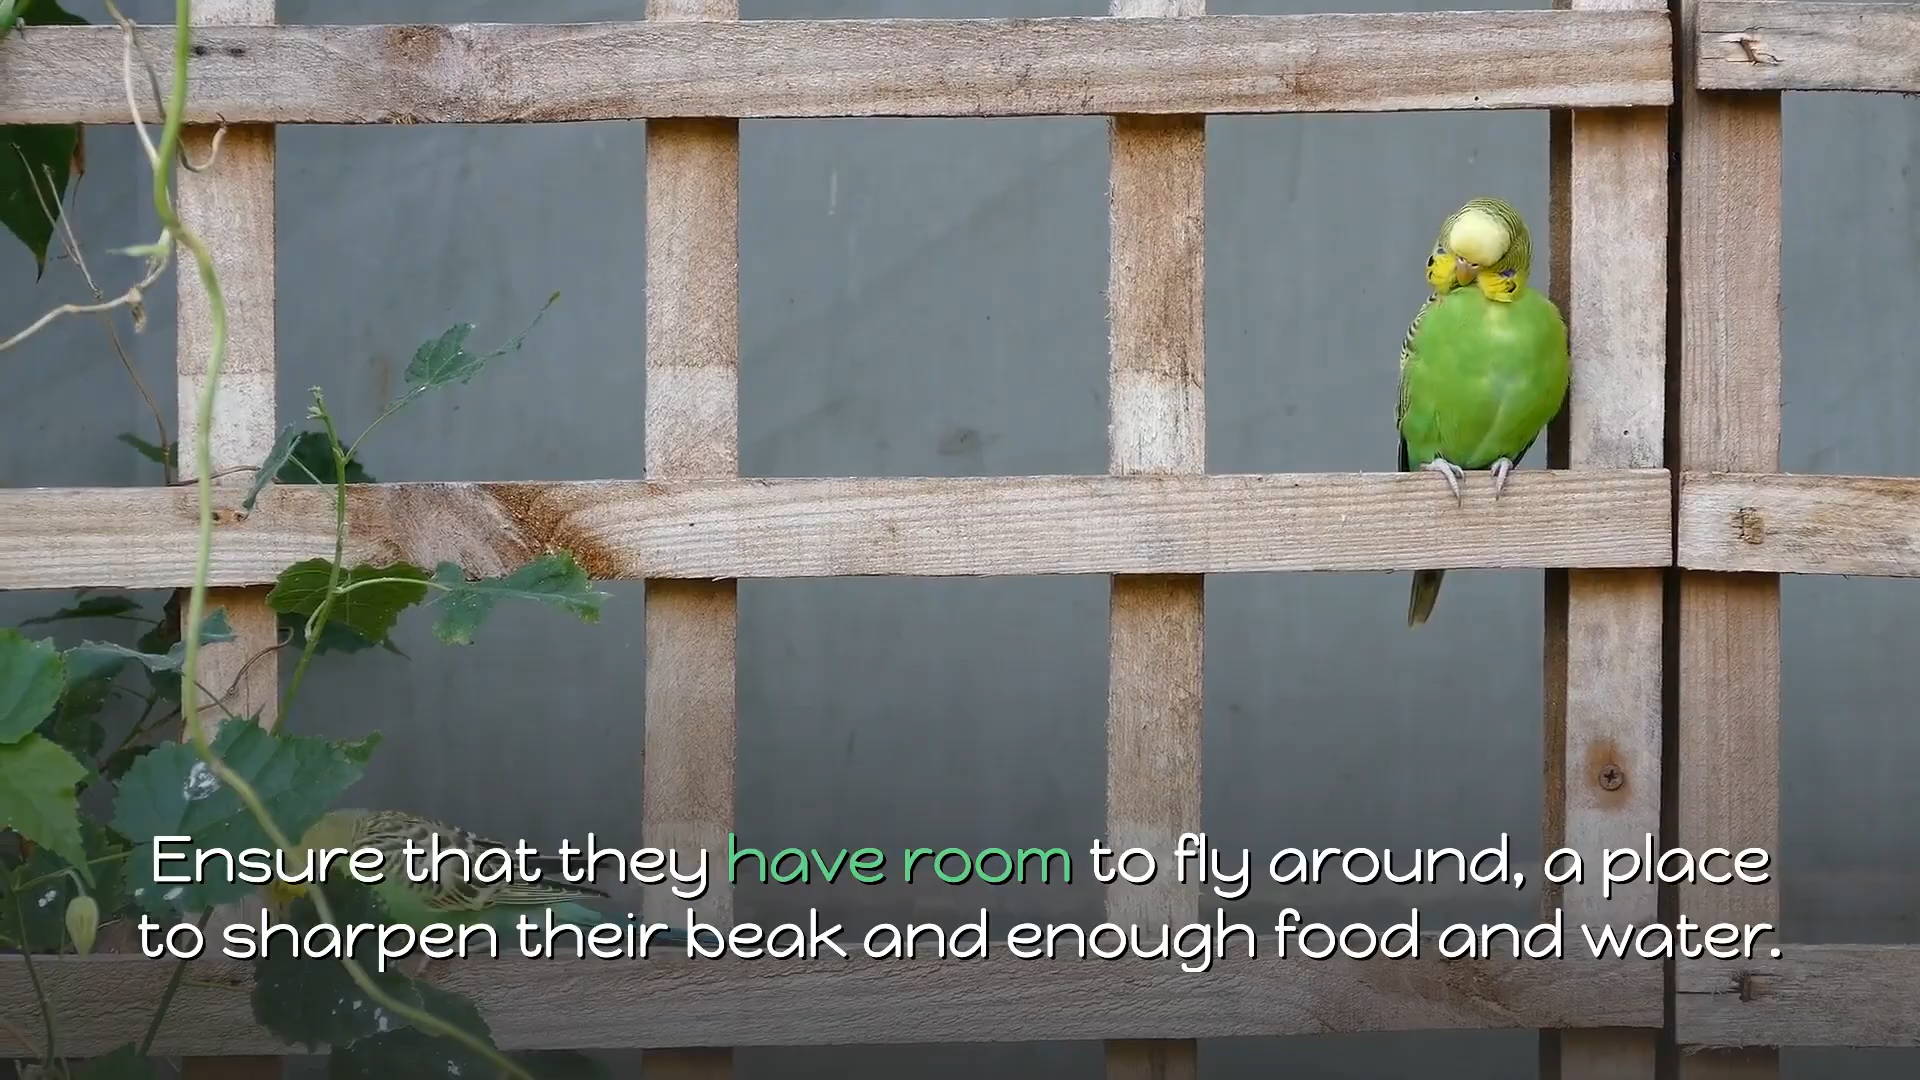 Ensure that they have room to fly around, a place
to sharpen their beak and enough food and water.